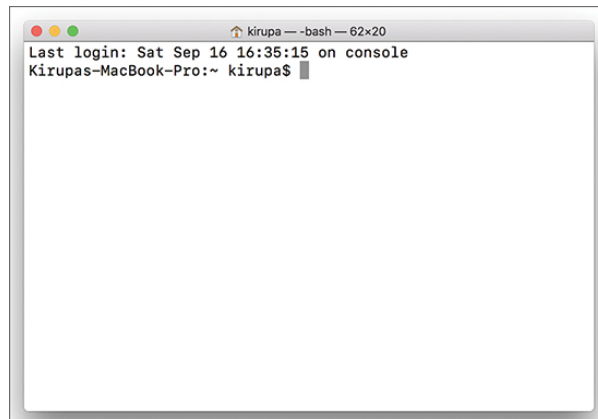 kirupa — -bash — 62×20
Last login: Sat Sep 16 16:35:15 on console
Kirupas-MacBook-Pro:~ kirupa$